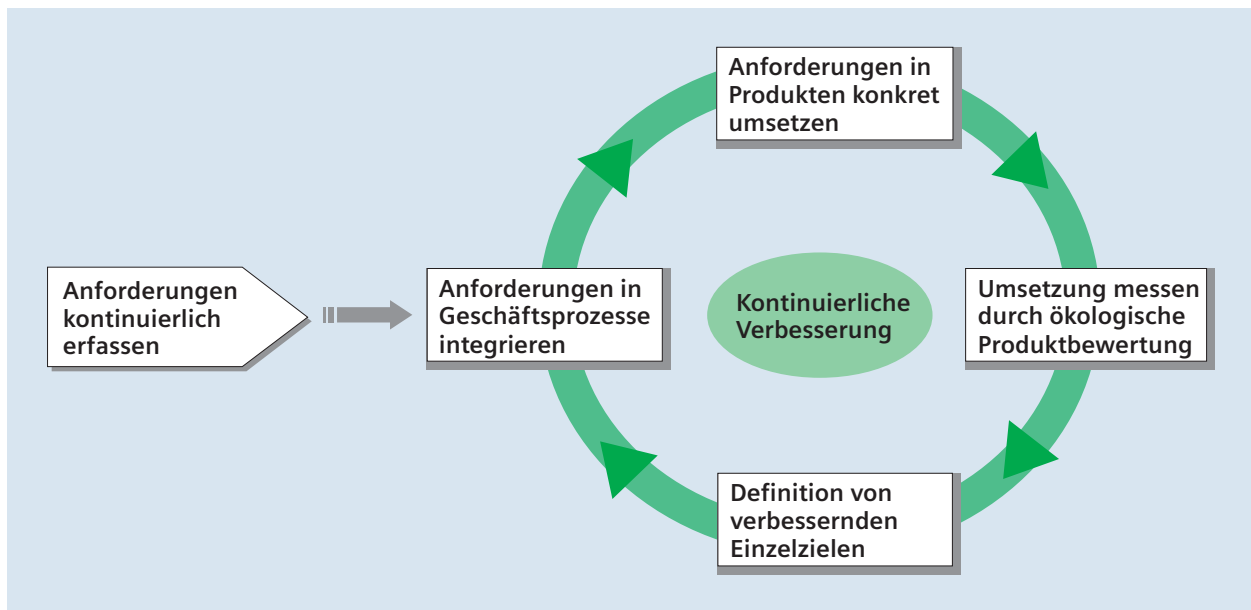 Anforderungen
kontinuierlich
erfassen
Anforderungen in
Geschäftsprozesse
integrieren
Anforderungen in
Produkten konkret
umsetzen
Umsetzung messen
durch ökologische
Produktbewertung
Definition von
verbessernden
Einzelzielen
Kontinuierliche
Verbesserung